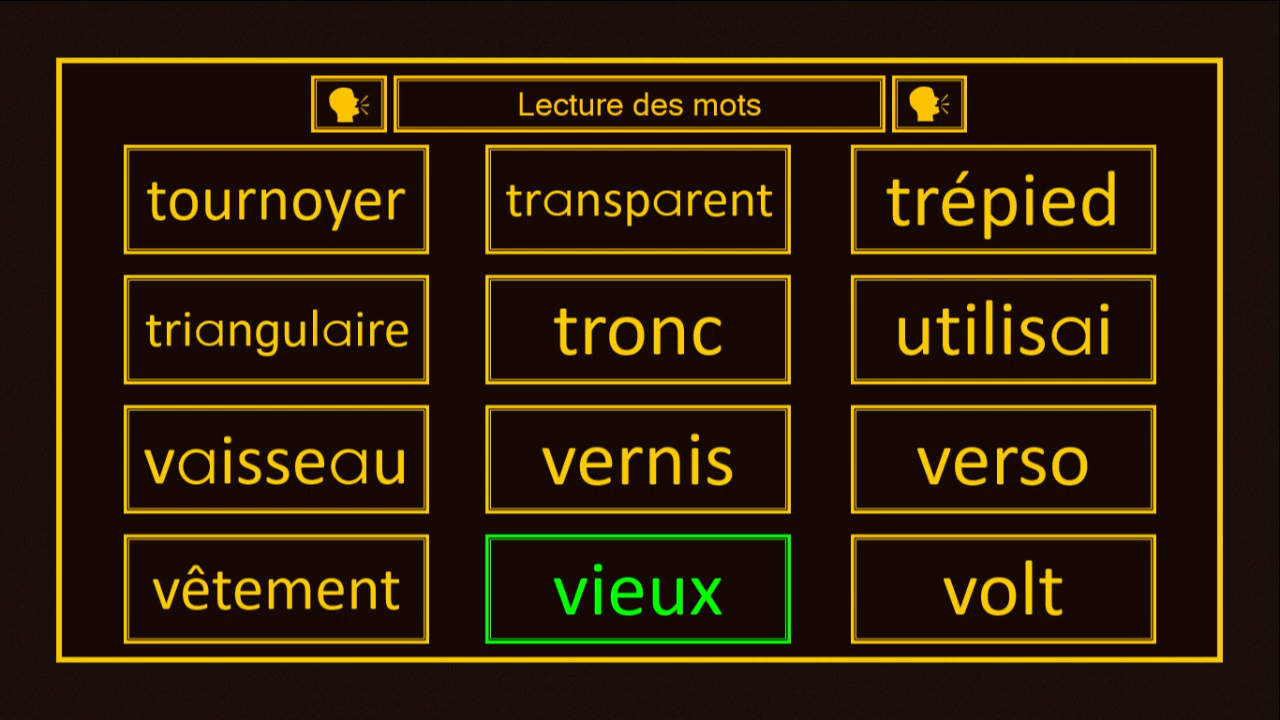 Lecture des mots
tournoyer transparent trépied
triangulaire tronc utilisai
vaisseau vernis verso
vêtement vieux volt